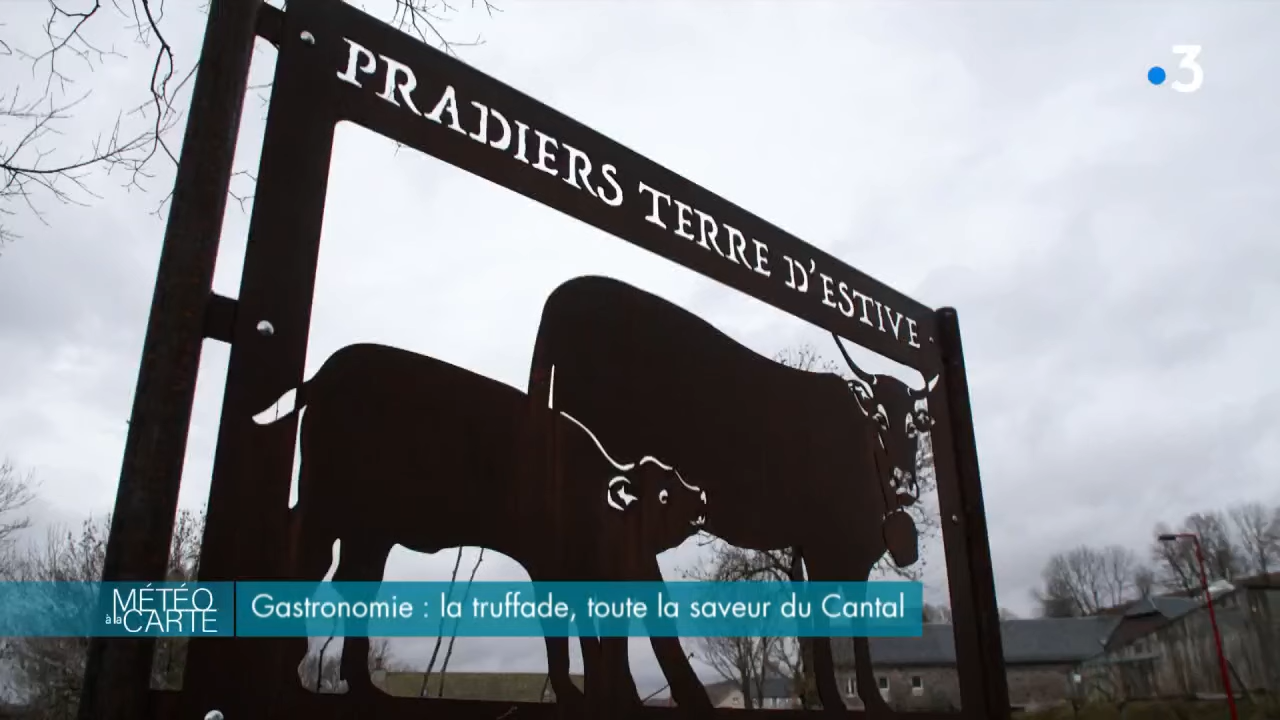 PRADIERS TERRE D'ESTIVE
3
MÉTÉO
à la CARTE
Gastronomie : la truffade, toute la saveur du Cantal